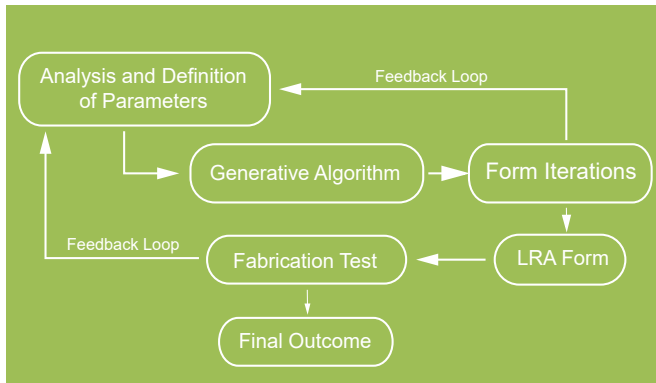 Feedback Loop
Analysis and Definition
of Parameters
Generative Algorithm
Form Iterations
Feedback Loop
Fabrication Test
LRA Form
Final Outcome